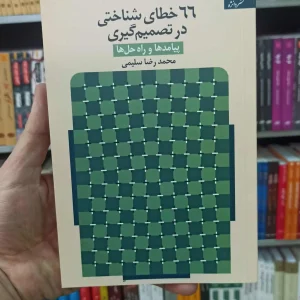 ۶۶ خطای شناختی
در تصمیم‌گیری
پیامدها و راه‌حل‌ها
محمدرضا سلیمی